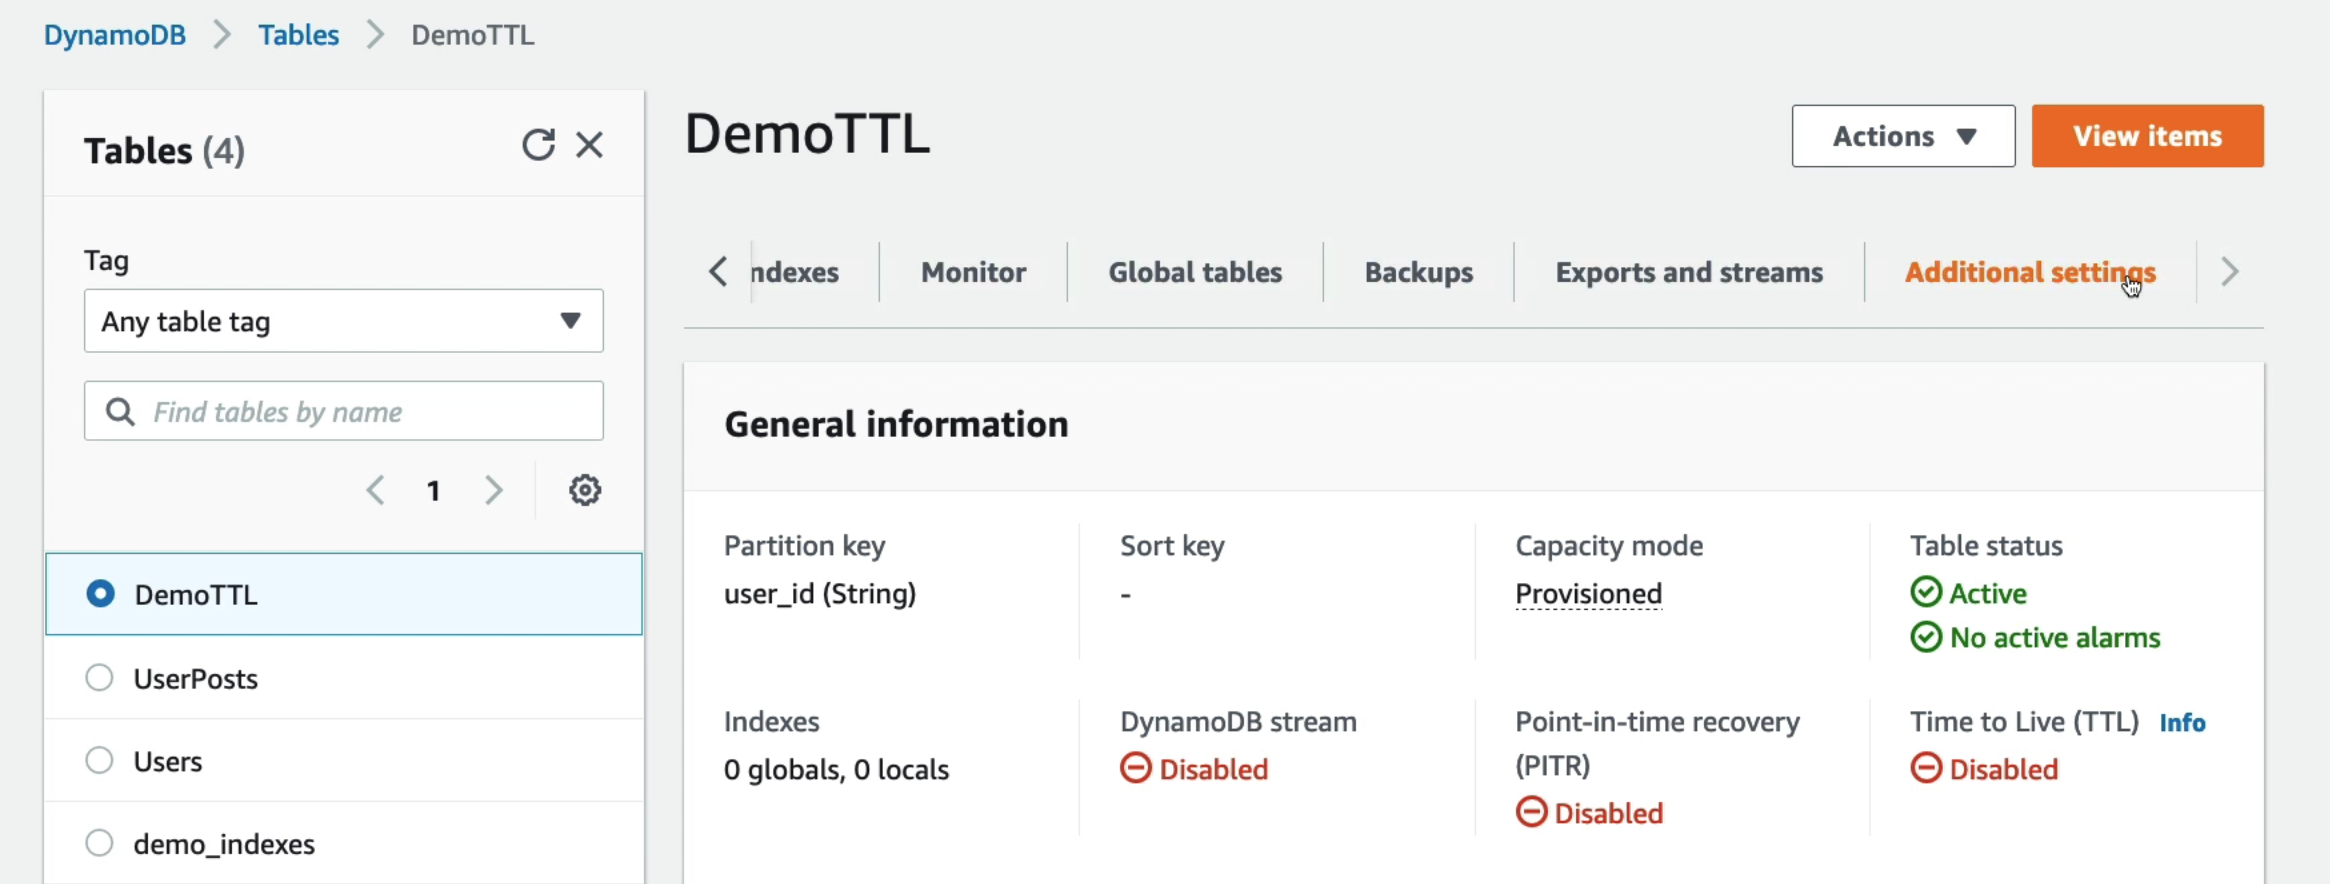 DynamoDB > Tables > DemoTTL
Tables (4)
Tag
Any table tag
Find tables by name
1
DemoTTL
UserPosts
Users
demo_indexes
DemoTTL
Actions
View items
ndexes
Monitor
Global tables
Backups
Exports and streams
Additional settings
General information
Partition key
user_id (String)
Sort key
-
Capacity mode
Provisioned
Table status
Active
No active alarms
Indexes
0 globals, 0 locals
DynamoDB stream
Disabled
Point-in-time recovery
(PITR)
Disabled
Time to Live (TTL) Info
Disabled